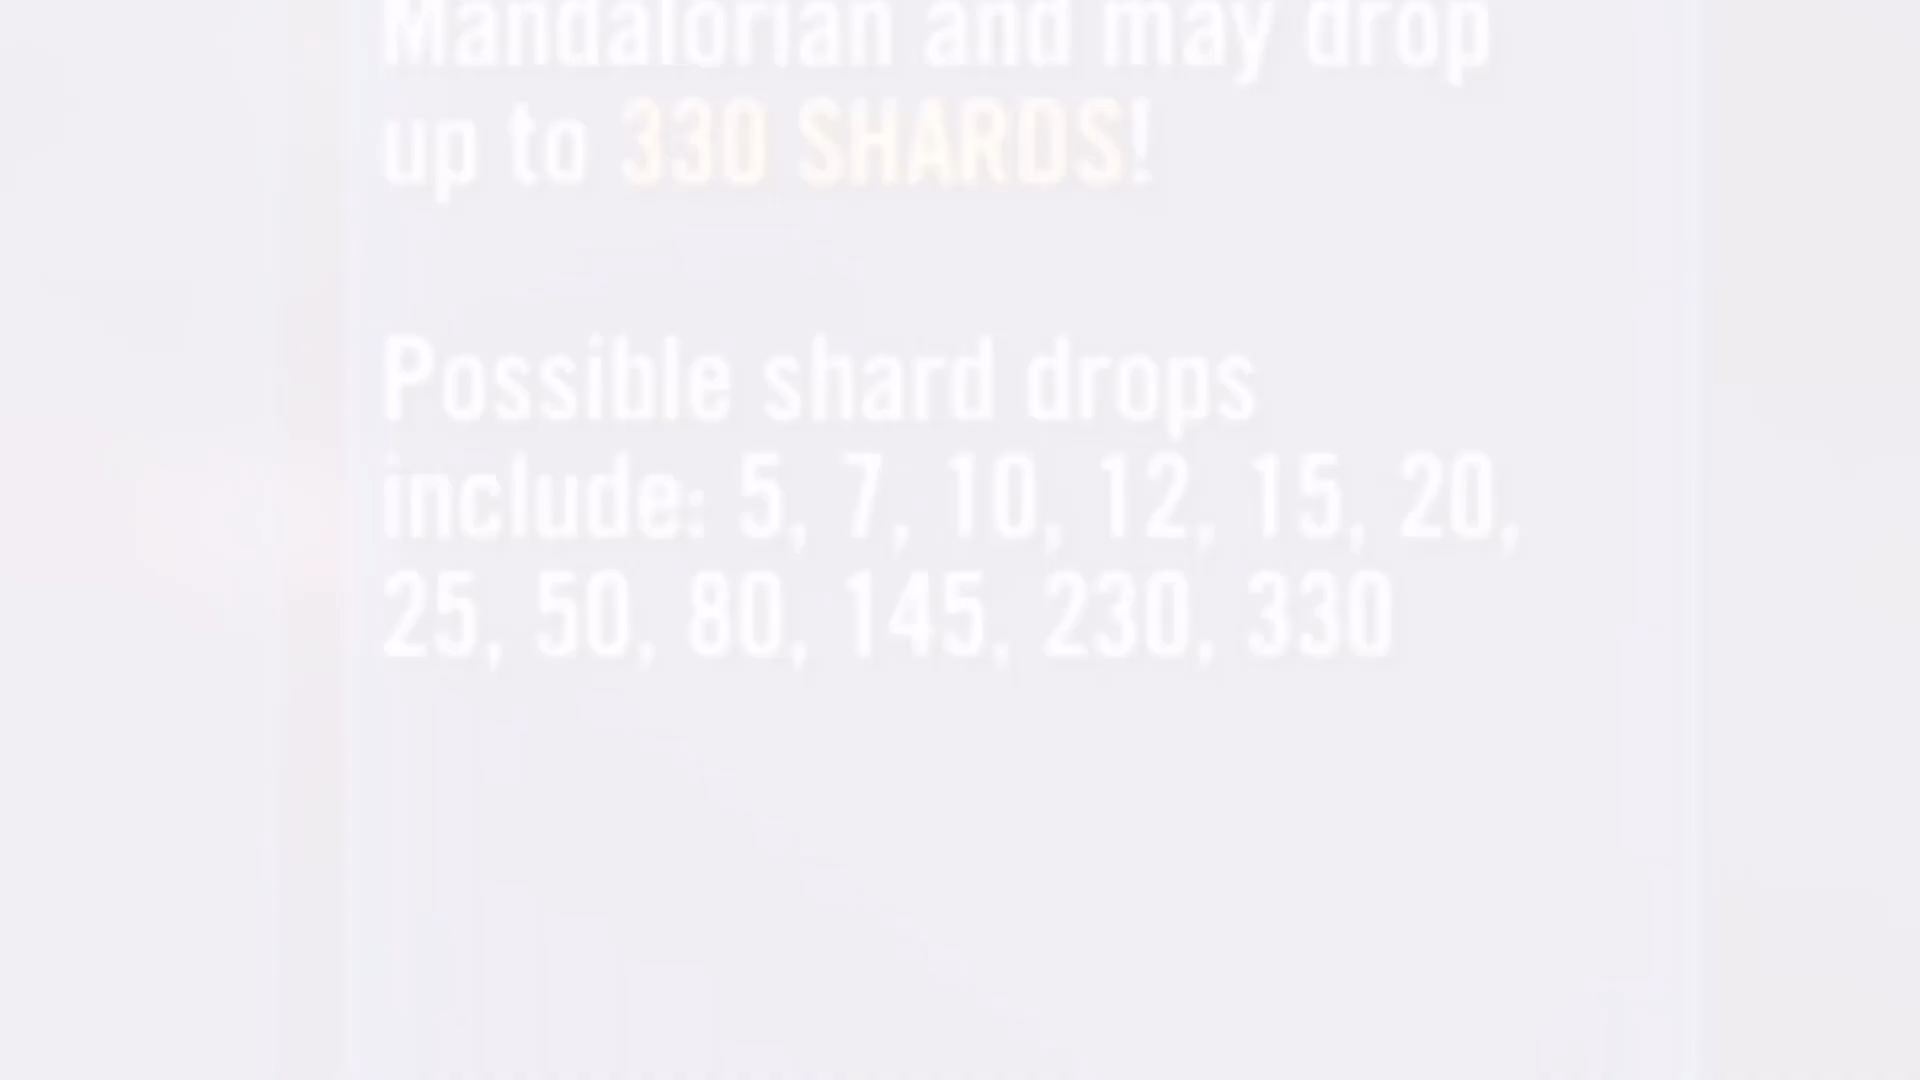 Mandalorian and may drop
up to 330 SHARDS!
Possible shard drops
include: 5, 7, 10, 12, 15, 20,
25, 50, 80, 145, 230, 330